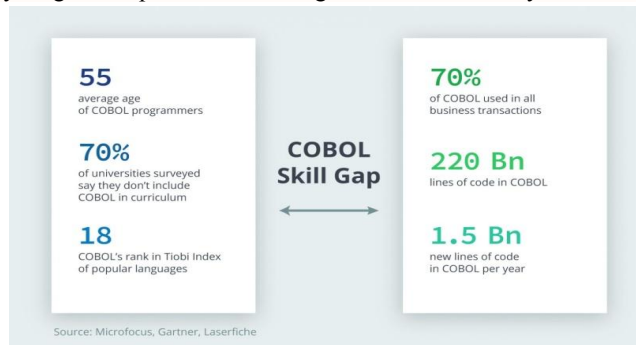 55
average age
of COBOL programmers
70%
of universities surveyed
say they don't include
COBOL in curriculum
18
COBOL's rank in Tiobi Index
of popular languages
COBOL
Skill Gap
70%
of COBOL used in all
business transactions
220 Bn
lines of code in COBOL
1.5 Bn
new lines of code
in COBOL per year
Source: Microfocus, Gartner, Laserfiche